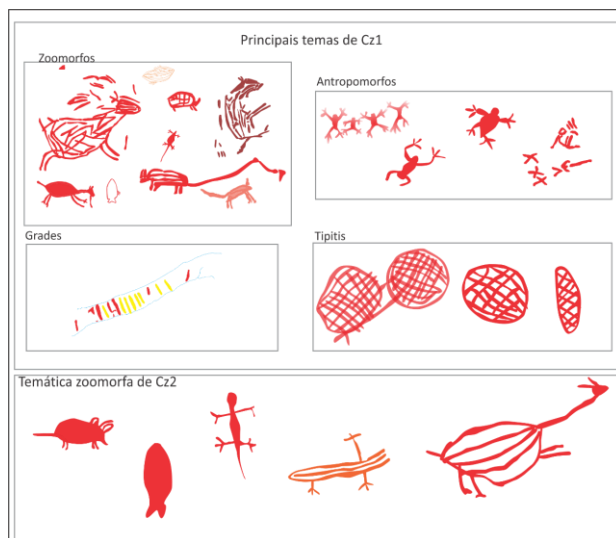 Principais temas de Cz1
Zoomorfos
Antropomorfos
Grades
Tipitis
Temática zoomorfa de Cz2